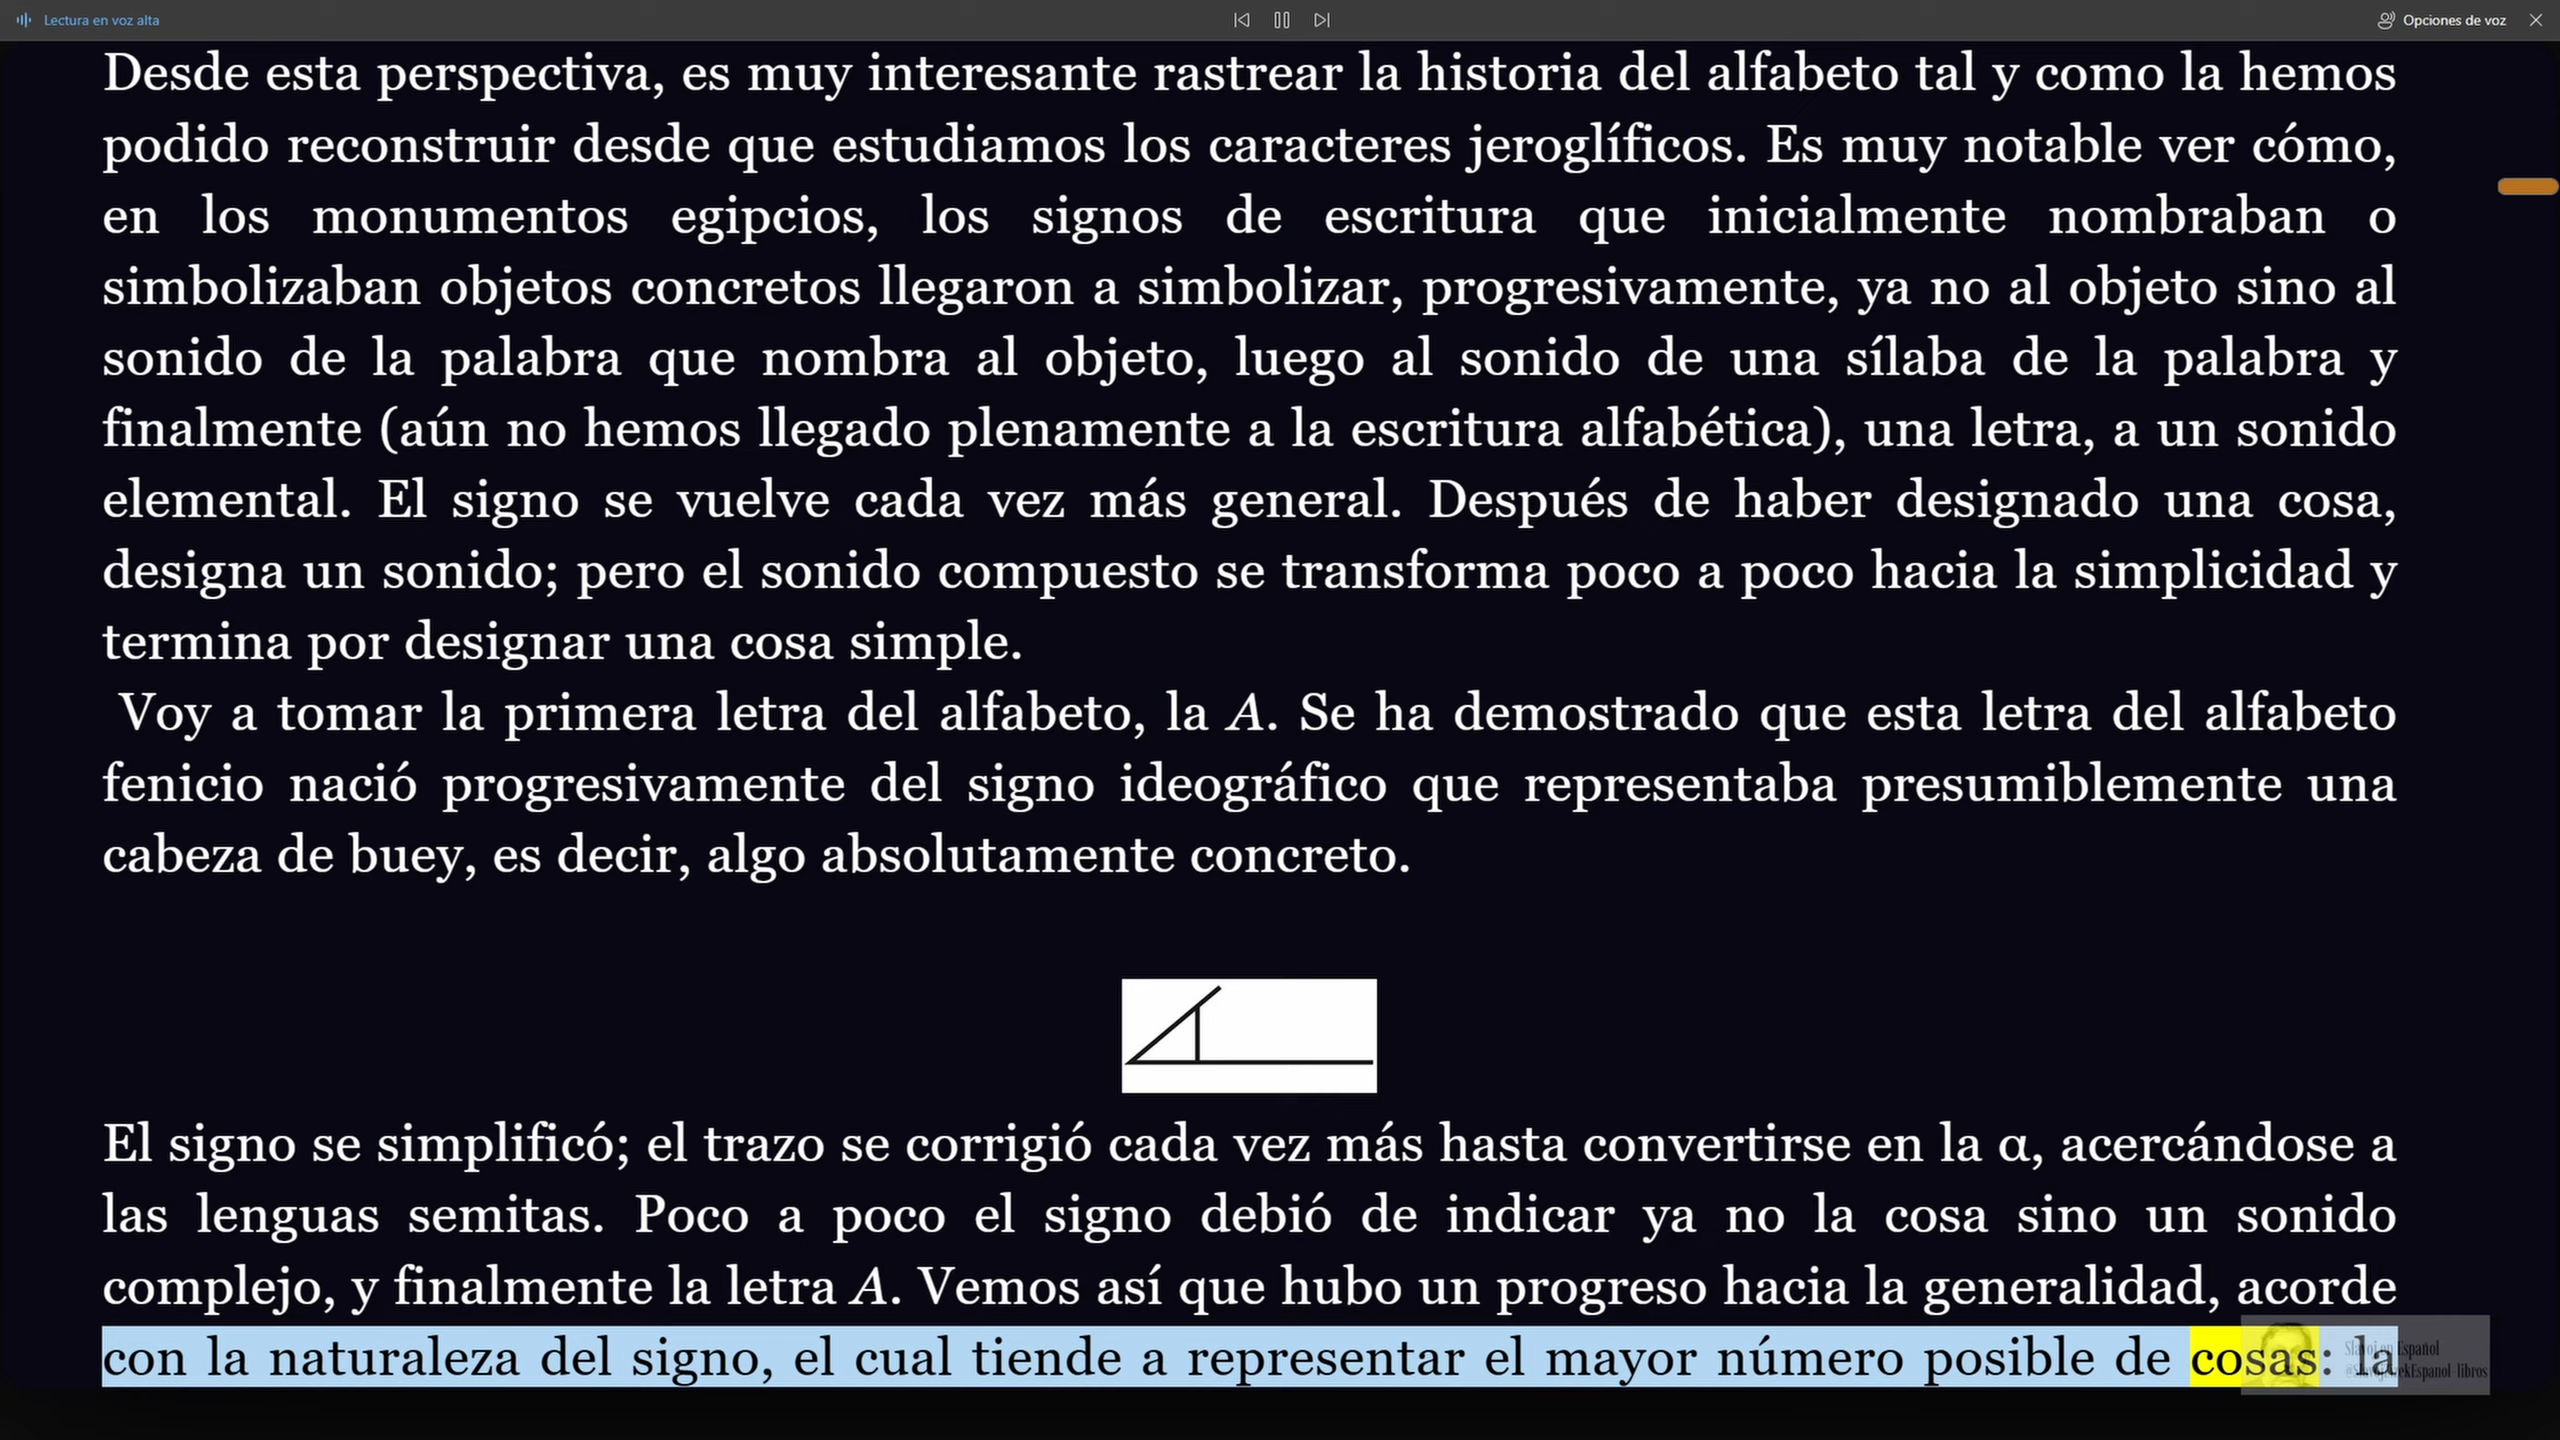 Lectura en voz alta
Opciones de voz
Desde esta perspectiva, es muy interesante rastrear la historia del alfabeto tal y como la hemos
podido reconstruir desde que estudiamos los caracteres jeroglíficos. Es muy notable ver cómo,
en los monumentos egipcios, los signos de escritura que inicialmente nombraban o
simbolizaban objetos concretos llegaron a simbolizar, progresivamente, ya no al objeto sino al
sonido de la palabra que nombra al objeto, luego al sonido de una sílaba de la palabra y
finalmente (aún no hemos llegado plenamente a la escritura alfabética), una letra, a un sonido
elemental. El signo se vuelve cada vez más general. Después de haber designado una cosa,
designa un sonido; pero el sonido compuesto se transforma poco a poco hacia la simplicidad y
termina por designar una cosa simple.
Voy a tomar la primera letra del alfabeto, la A. Se ha demostrado que esta letra del alfabeto
fenicio nació progresivamente del signo ideográfico que representaba presumiblemente una
cabeza de buey, es decir, algo absolutamente concreto.
El signo se simplificó; el trazo se corrigió cada vez más hasta convertirse en la α, acercándose a
las lenguas semitas. Poco a poco el signo debió de indicar ya no la cosa sino un sonido
complejo, y finalmente la letra A. Vemos así que hubo un progreso hacia la generalidad, acorde
con la naturaleza del signo, el cual tiende a representar el mayor número posible de cosas: la
Slavoj en Español